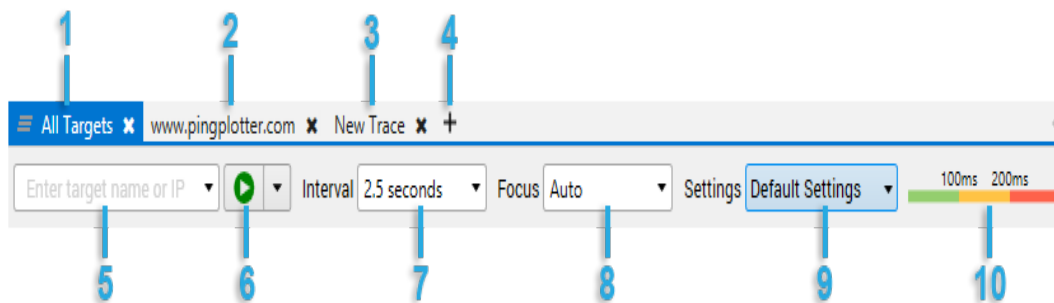 1 2 3 4
All Targets www.pingplotter.com New Trace
Enter target name or IP Interval 2.5 seconds Focus Auto Settings Default Settings 100ms 200ms
5 6 7 8 9 10